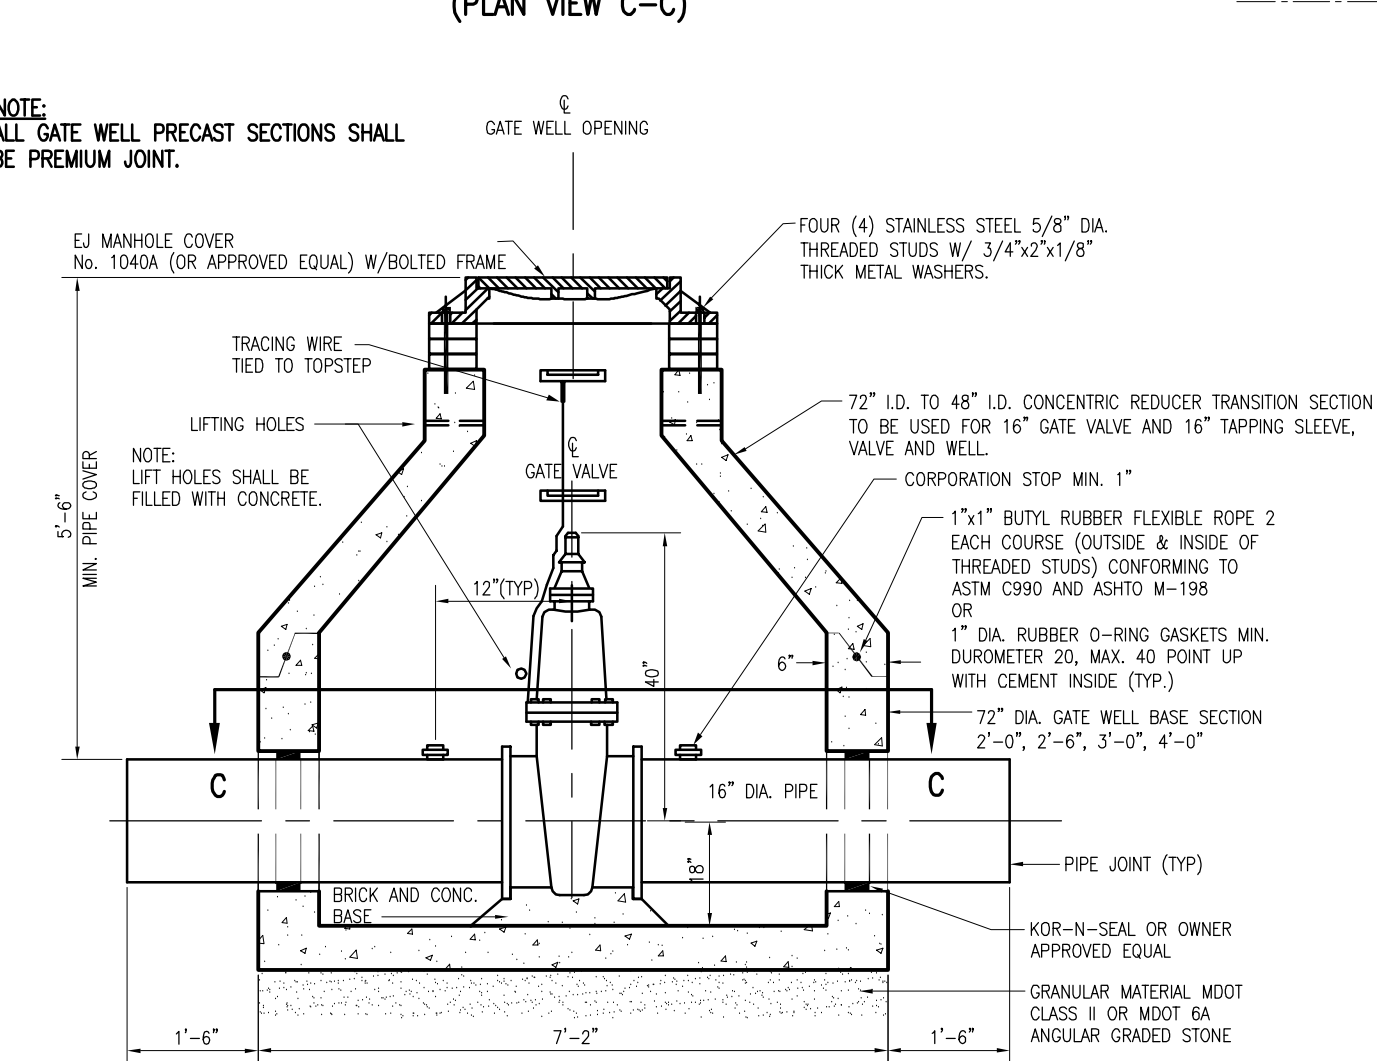 (PLAN VIEW C-C)
NOTE:
ALL GATE WELL PRECAST SECTIONS SHALL
BE PREMIUM JOINT.
℄
GATE WELL OPENING
EJ MANHOLE COVER
No. 1040A (OR APPROVED EQUAL) W/BOLTED FRAME
FOUR (4) STAINLESS STEEL 5/8" DIA.
THREADED STUDS W/ 3/4"x2"x1/8"
THICK METAL WASHERS.
TRACING WIRE
TIED TO TOPSTEP
LIFTING HOLES
NOTE:
LIFT HOLES SHALL BE
FILLED WITH CONCRETE.
5'-6"
MIN. PIPE COVER
℄
GATE VALVE
72" I.D. TO 48" I.D. CONCENTRIC REDUCER TRANSITION SECTION
TO BE USED FOR 16" GATE VALVE AND 16" TAPPING SLEEVE,
VALVE AND WELL.
CORPORATION STOP MIN. 1"
1"x1" BUTYL RUBBER FLEXIBLE ROPE 2
EACH COURSE (OUTSIDE & INSIDE OF
THREADED STUDS) CONFORMING TO
ASTM C990 AND ASHTO M-198
OR
1" DIA. RUBBER O-RING GASKETS MIN.
DUROMETER 20, MAX. 40 POINT UP
WITH CEMENT INSIDE (TYP.)
12"(TYP)
40"
6"
72" DIA. GATE WELL BASE SECTION
2'-0", 2'-6", 3'-0", 4'-0"
C
16" DIA. PIPE
C
18"
PIPE JOINT (TYP)
BRICK AND CONC.
BASE
KOR-N-SEAL OR OWNER
APPROVED EQUAL
GRANULAR MATERIAL MDOT
CLASS II OR MDOT 6A
ANGULAR GRADED STONE
1'-6"
7'-2"
1'-6"